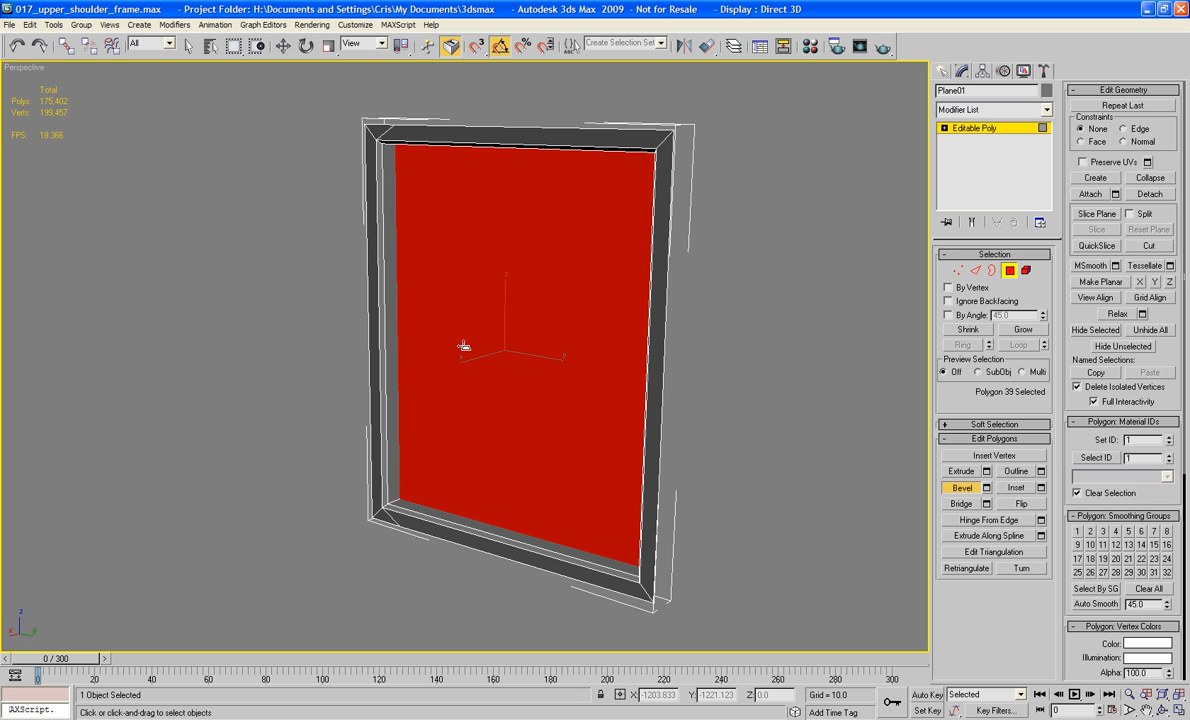 017_upper_shoulder_frame.max - Project Folder: H:\Documents and Settings\Cris\My Documents\3dsmax - Autodesk 3ds Max 2009 - Not for Resale - Display : Direct 3D
File Edit Tools Group Views Create Modifiers Animation Graph Editors Rendering Customize MAXScript Help
All View Create Selection Set
Perspective
Total
Polys: 175,402
Verts: 199,457
FPS: 18.366
Plane01
Modifier List
Editable Poly
Selection
By Vertex
Ignore Backfacing
By Angle: 45.0
Shrink Grow
Ring Loop
Preview Selection
Off SubObj Multi
Polygon 39 Selected
Soft Selection
Edit Polygons
Insert Vertex
Extrude Outline
Bevel Inset
Bridge Flip
Hinge From Edge
Extrude Along Spline
Edit Triangulation
Retriangulate Turn
Edit Geometry
Repeat Last
Constraints
None Edge
Face Normal
Preserve UVs
Create Collapse
Attach Detach
Slice Plane Split
Slice Reset Plane
QuickSlice Cut
MSmooth Tessellate
Make Planar X Y Z
View Align Grid Align
Relax
Hide Selected Unhide All
Hide Unselected
Named Selections:
Copy Paste
Delete Isolated Vertices
Full Interactivity
Polygon: Material IDs
Set ID: 1
Select ID 1
Clear Selection
Polygon: Smoothing Groups
1 2 3 4 5 6 7 8
9 10 11 12 13 14 15 16
17 18 19 20 21 22 23 24
25 26 27 28 29 30 31 32
Select By SG Clear All
Auto Smooth 45.0
Polygon: Vertex Colors
Color:
Illumination:
Alpha: 100.0
z
x
y
z
x y
0 / 300
0 20 40 60 80 100 120 140 160 180 200 220 240 260 280 300
1 Object Selected X: -1203.833 Y: -1221.123 Z: 0.0 Grid = 10.0 Auto Key Selected
AXScript. Click or click-and-drag to select objects Add Time Tag Set Key Key Filters... 0